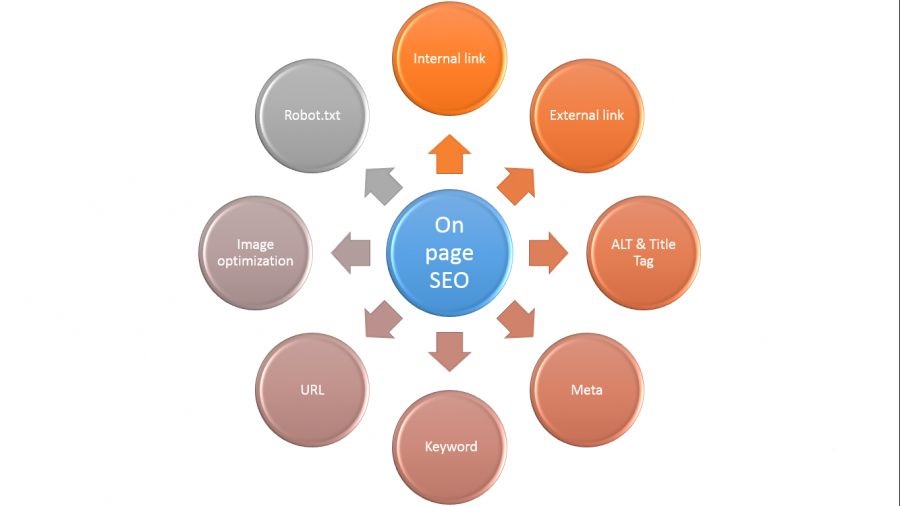 Internal link
External link
ALT & Title
Tag
Meta
Keyword
URL
Image
optimization
Robot.txt
On
page
SEO